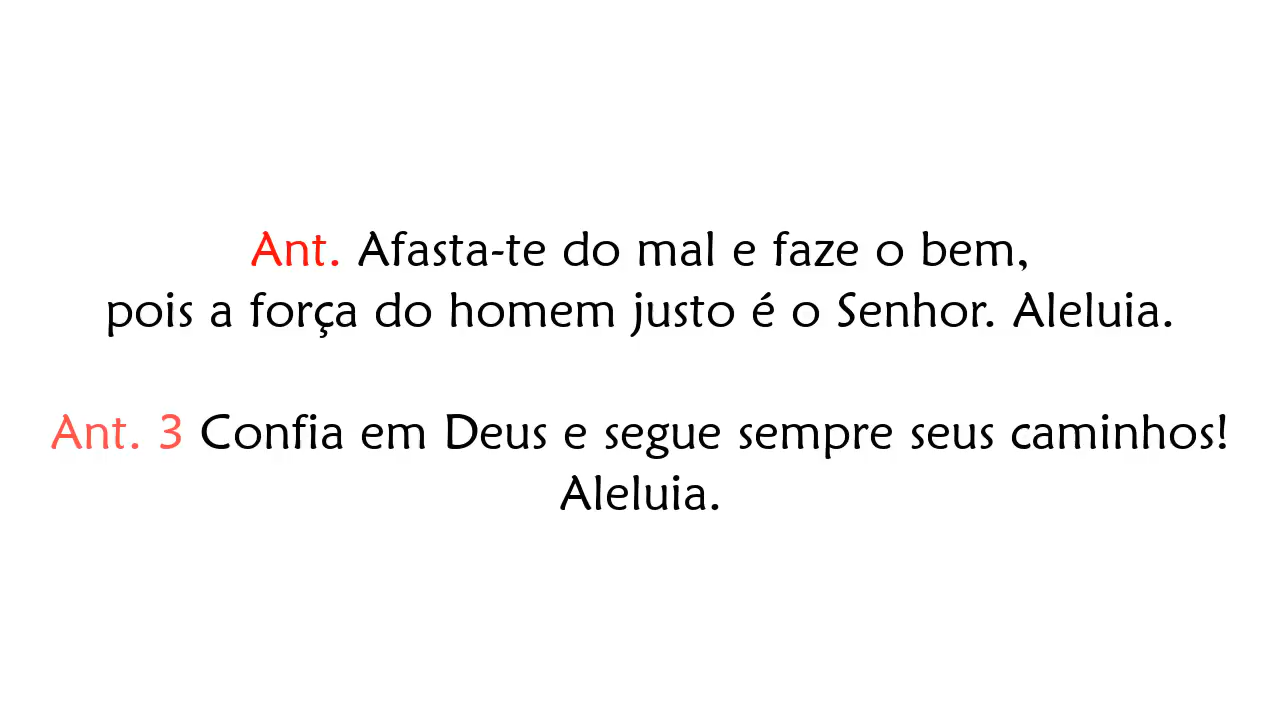 Ant. Afasta-te do mal e faze o bem,
pois a força do homem justo é o Senhor. Aleluia.
Ant. 3 Confia em Deus e segue sempre seus caminhos!
Aleluia.